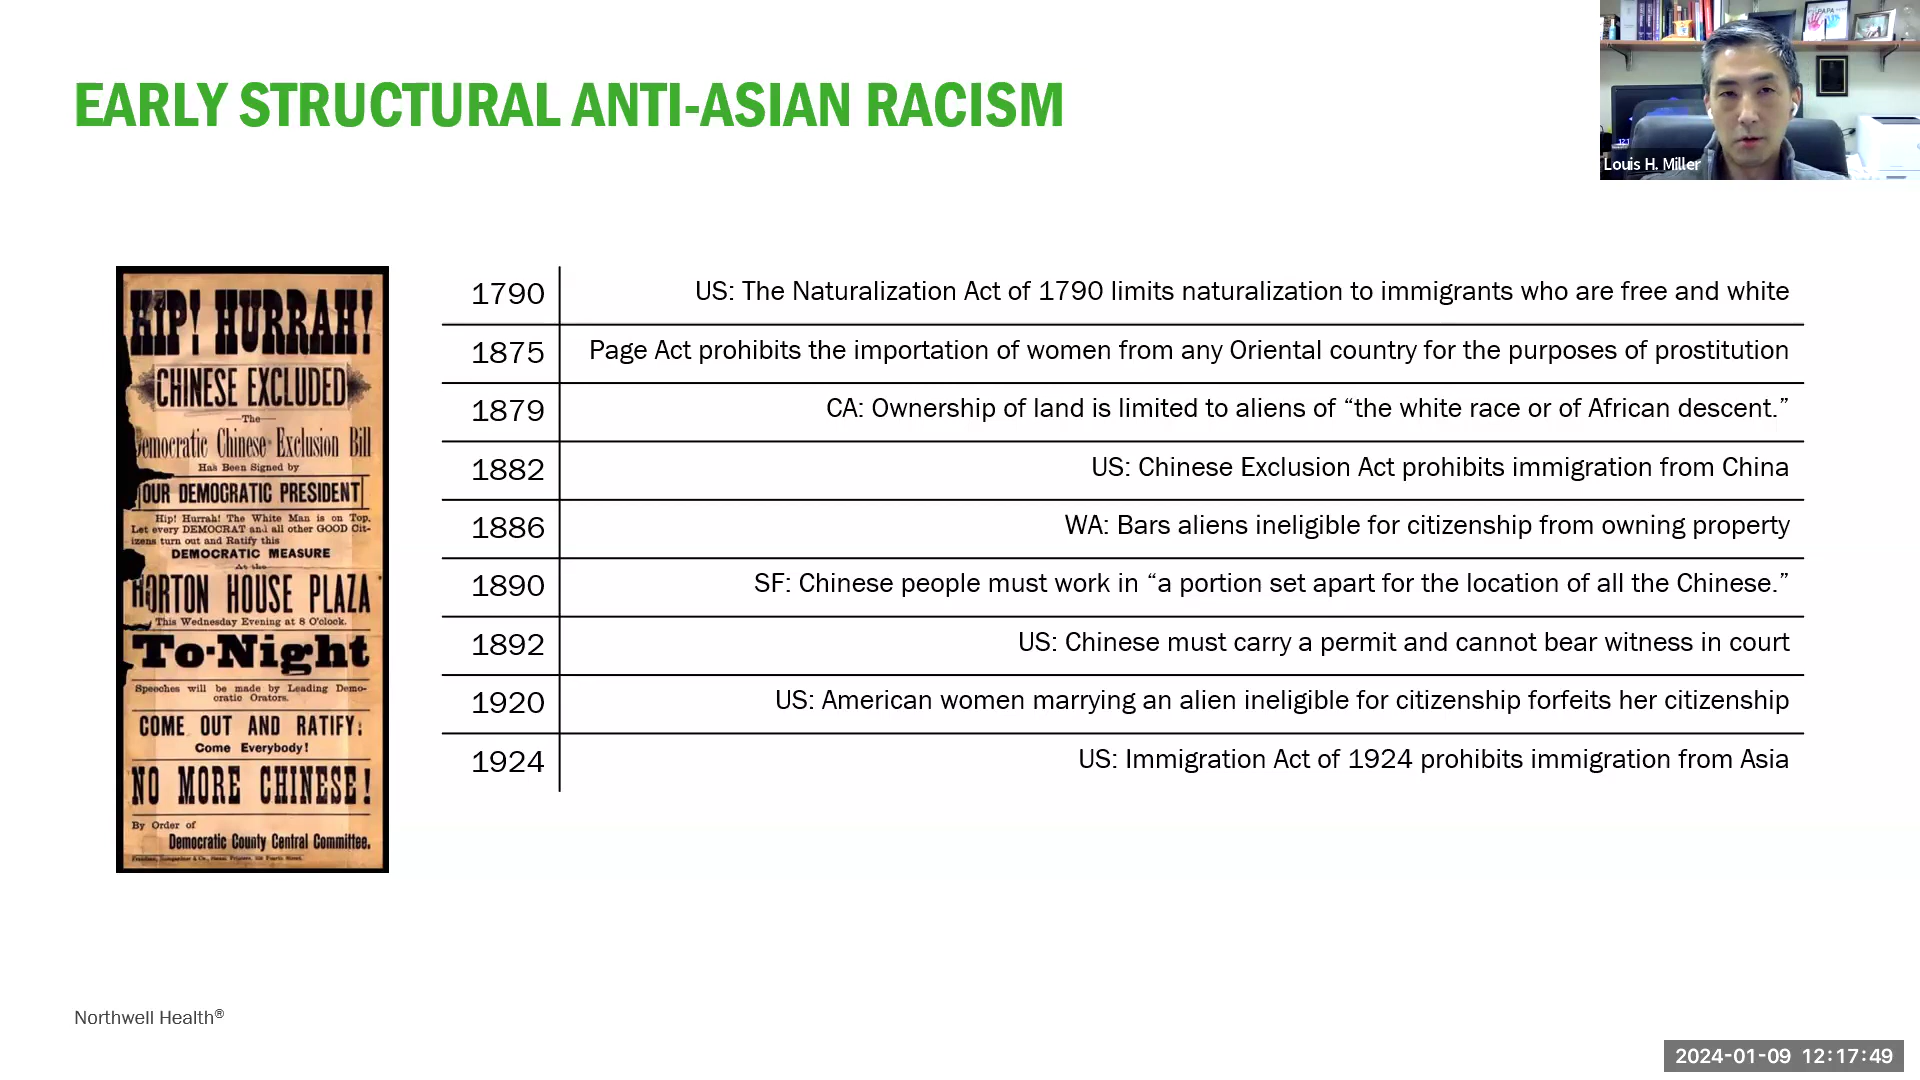 EARLY STRUCTURAL ANTI-ASIAN RACISM
Louis H. Miller
HIP! HURRAH!
CHINESE EXCLUDED
The
Democratic Chinese Exclusion Bill
Has Been Signed by
OUR DEMOCRATIC PRESIDENT
Hip! Hurrah! The White Man is on Top.
Let every DEMOCRAT and all other GOOD Cit-
izens turn out and Ratify this
DEMOCRATIC MEASURE
At the
HORTON HOUSE PLAZA
This Wednesday Evening at 8 O'clock.
To-Night
Speeches will be made by Leading Demo-
cratic Orators.
COME OUT AND RATIFY!
Come Everybody!
NO MORE CHINESE!
By Order of
Democratic County Central Committee.
1790 US: The Naturalization Act of 1790 limits naturalization to immigrants who are free and white
1875 Page Act prohibits the importation of women from any Oriental country for the purposes of prostitution
1879 CA: Ownership of land is limited to aliens of “the white race or of African descent.”
1882 US: Chinese Exclusion Act prohibits immigration from China
1886 WA: Bars aliens ineligible for citizenship from owning property
1890 SF: Chinese people must work in “a portion set apart for the location of all the Chinese.”
1892 US: Chinese must carry a permit and cannot bear witness in court
1920 US: American women marrying an alien ineligible for citizenship forfeits her citizenship
1924 US: Immigration Act of 1924 prohibits immigration from Asia
Northwell Health®
2024-01-09 12:17:49